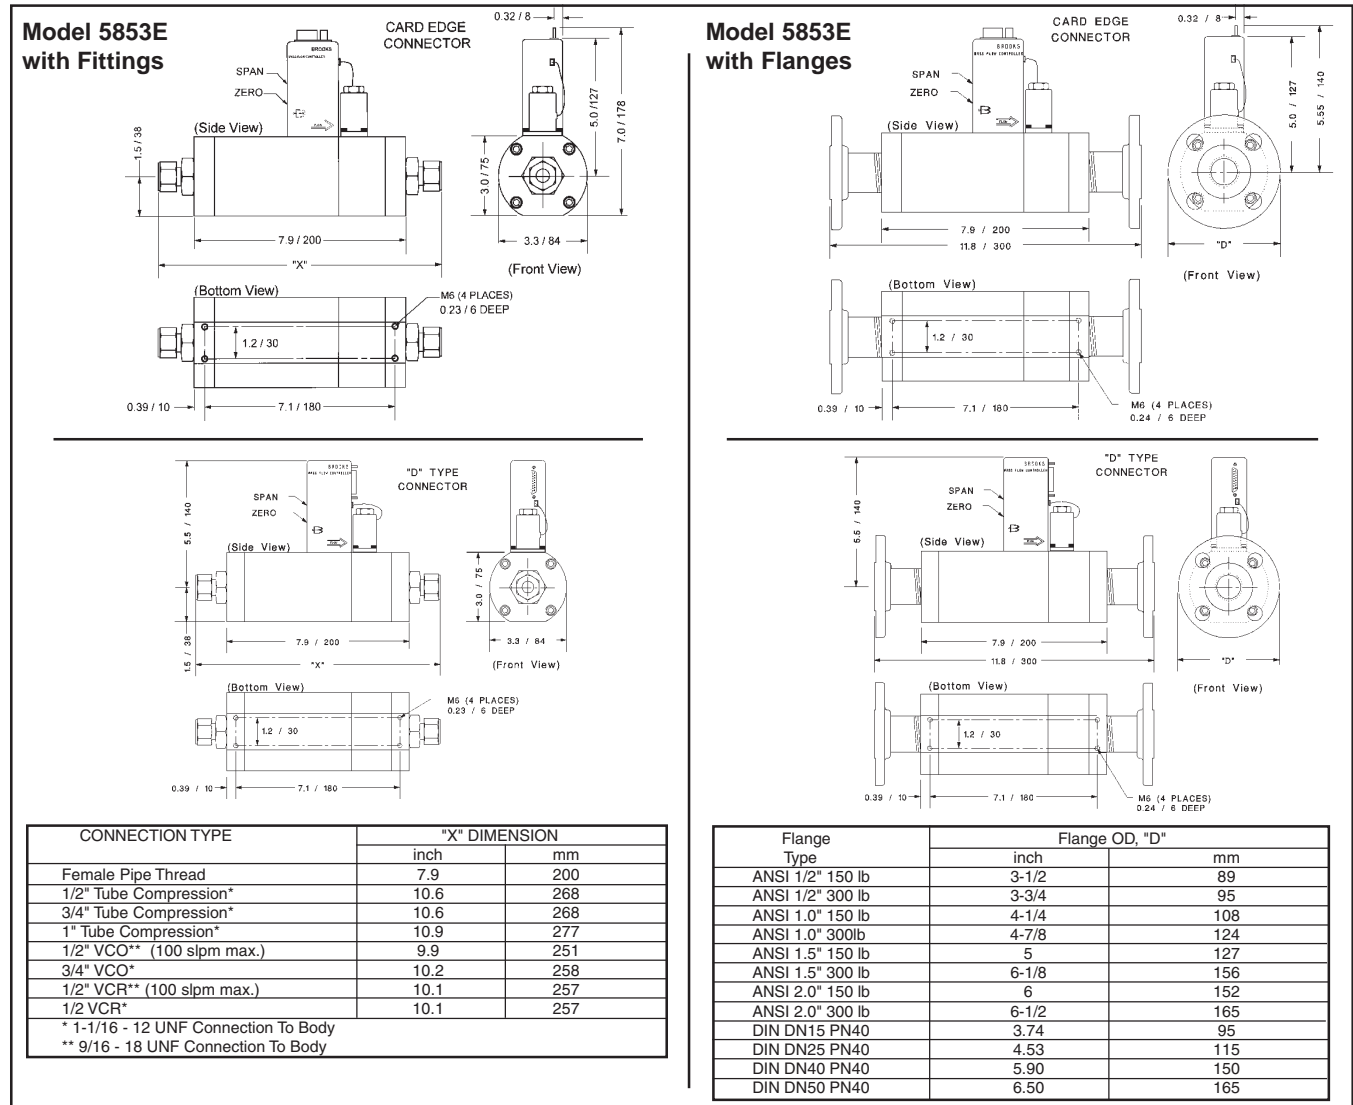 Model 5853E
with Fittings
CARD EDGE
CONNECTOR
0.32 / 8
BROOKS
MASS FLOW CONTROLLER
SPAN
ZERO
FLOW
(Side View)
1.5 / 38
3.0 / 75
5.0 /127
7.0 / 178
7.9 / 200
3.3 / 84
"X"
(Front View)
(Bottom View)
M6 (4 PLACES)
0.23 / 6 DEEP
1.2 / 30
0.39 / 10
7.1 / 180
"D" TYPE
CONNECTOR
BROOKS
MASS FLOW CONTROLLER
SPAN
ZERO
FLOW
(Side View)
5.5 / 140
3.0 / 75
1.5 / 38
7.9 / 200
3.3 / 84
"X"
(Front View)
(Bottom View)
M6 (4 PLACES)
0.23 / 6 DEEP
1.2 / 30
0.39 / 10
7.1 / 180
CONNECTION TYPE "X" DIMENSION
inch mm
Female Pipe Thread 7.9 200
1/2" Tube Compression* 10.6 268
3/4" Tube Compression* 10.6 268
1" Tube Compression* 10.9 277
1/2" VCO** (100 slpm max.) 9.9 251
3/4" VCO* 10.2 258
1/2" VCR** (100 slpm max.) 10.1 257
1/2 VCR* 10.1 257
* 1-1/16 - 12 UNF Connection To Body
** 9/16 - 18 UNF Connection To Body
Model 5853E
with Flanges
CARD EDGE
CONNECTOR
0.32 / 8
BROOKS
MASS FLOW CONTROLLER
SPAN
ZERO
FLOW
(Side View)
5.0 / 127
5.55 / 140
7.9 / 200
11.8 / 300
"D"
(Front View)
(Bottom View)
1.2 / 30
0.39 / 10
7.1 / 180
M6 (4 PLACES)
0.24 / 6 DEEP
"D" TYPE
CONNECTOR
BROOKS
MASS FLOW CONTROLLER
SPAN
ZERO
FLOW
(Side View)
5.5 / 140
7.9 / 200
11.8 / 300
"D"
(Front View)
(Bottom View)
1.2 / 30
0.39 / 10
7.1 / 180
M6 (4 PLACES)
0.24 / 6 DEEP
Flange Flange OD, "D"
Type inch mm
ANSI 1/2" 150 lb 3-1/2 89
ANSI 1/2" 300 lb 3-3/4 95
ANSI 1.0" 150 lb 4-1/4 108
ANSI 1.0" 300lb 4-7/8 124
ANSI 1.5" 150 lb 5 127
ANSI 1.5" 300 lb 6-1/8 156
ANSI 2.0" 150 lb 6 152
ANSI 2.0" 300 lb 6-1/2 165
DIN DN15 PN40 3.74 95
DIN DN25 PN40 4.53 115
DIN DN40 PN40 5.90 150
DIN DN50 PN40 6.50 165